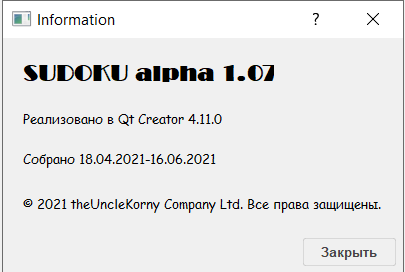 Information
SUDOKU alpha 1.07
Реализовано в Qt Creator 4.11.0
Собрано 18.04.2021-16.06.2021
© 2021 theUncleKorny Company Ltd. Все права защищены.
Закрыть